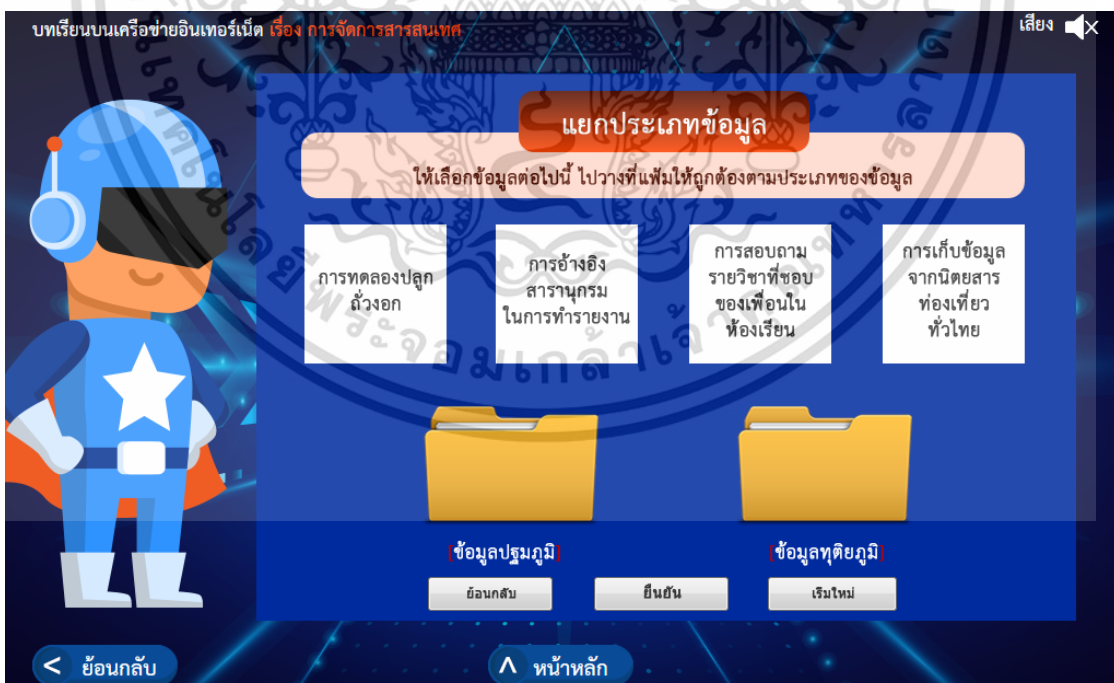 บทเรียนบนเครือข่ายอินเทอร์เน็ต เรื่อง การจัดการสารสนเทศ
เสียง
แยกประเภทข้อมูล
ให้เลือกข้อมูลต่อไปนี้ ไปวางที่แฟ้มให้ถูกต้องตามประเภทของข้อมูล
การทดลองปลูก
ถั่วงอก
การอ้างอิง
สารานุกรม
ในการทำรายงาน
การสอบถาม
รายวิชาที่ชอบ
ของเพื่อนใน
ห้องเรียน
การเก็บข้อมูล
จากนิตยสาร
ท่องเที่ยว
ทั่วไทย
[ข้อมูลปฐมภูมิ]
[ข้อมูลทุติยภูมิ]
ย้อนกลับ
ยืนยัน
เริ่มใหม่
< ย้อนกลับ
^ หน้าหลัก